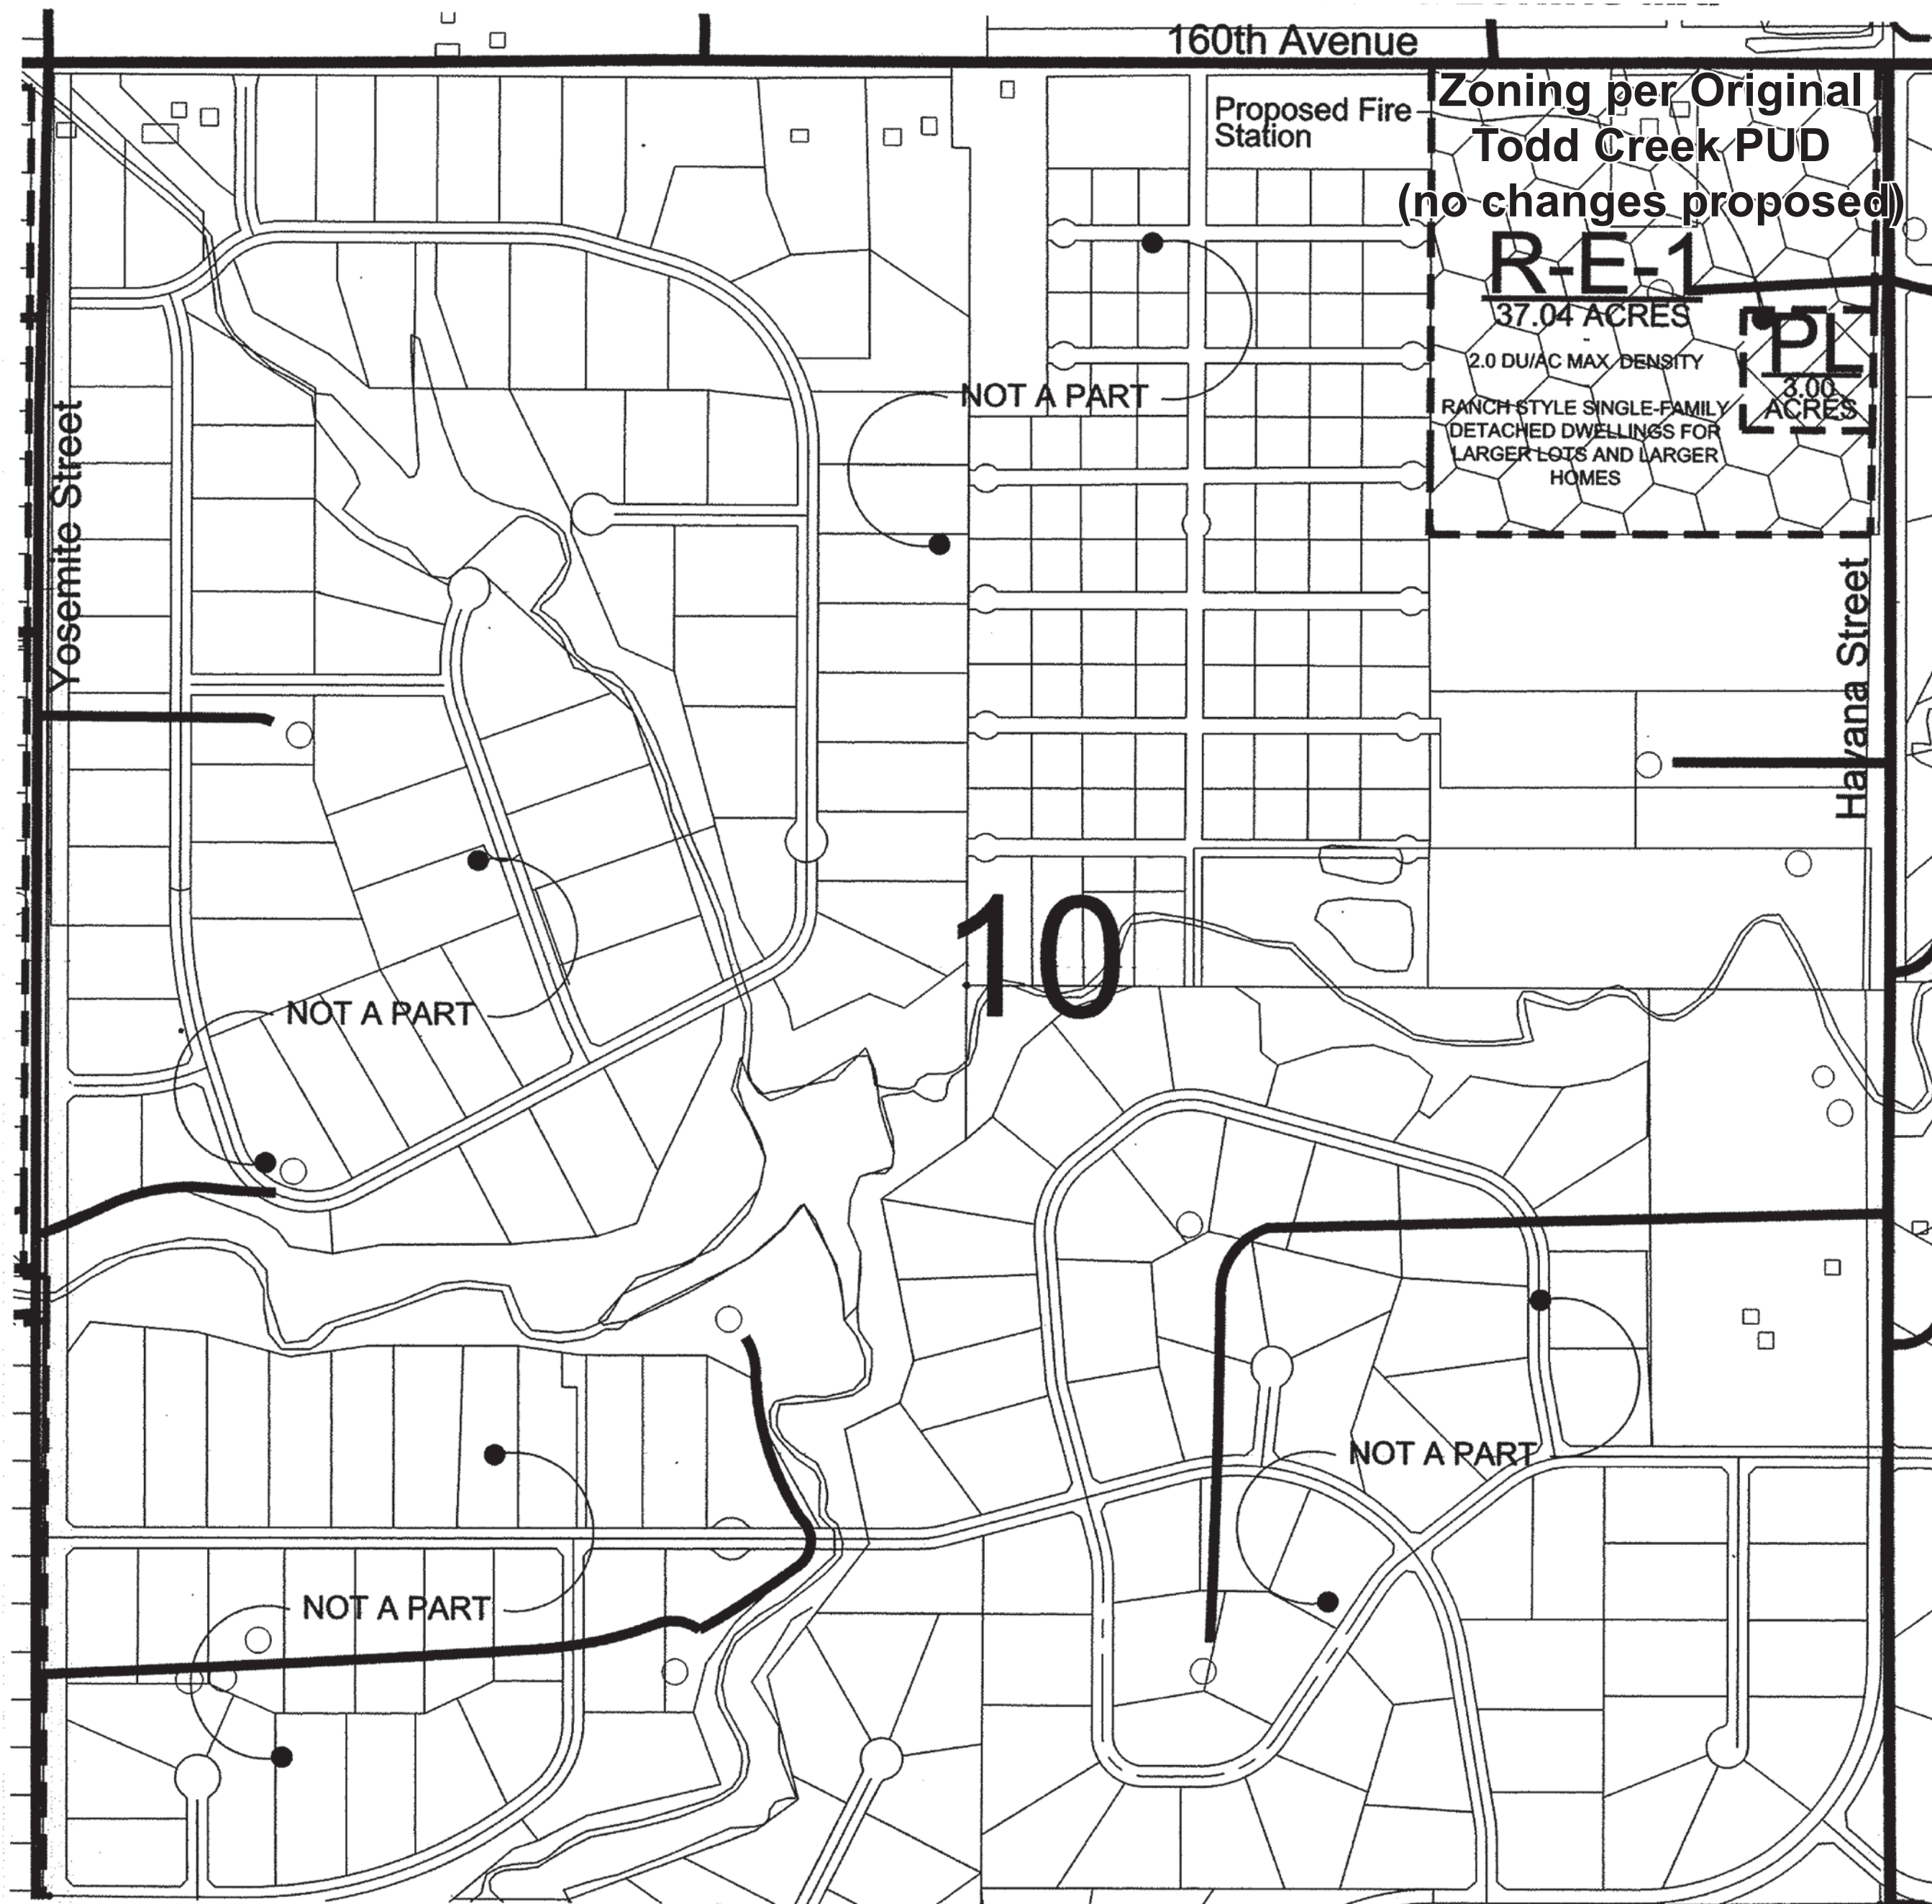 160th Avenue
Proposed Fire
Station
Zoning per Original
Todd Creek PUD
(no changes proposed)
R-E-1
37.04 ACRES
2.0 DU/AC MAX. DENSITY
RANCH STYLE SINGLE-FAMILY
DETACHED DWELLINGS FOR
LARGER LOTS AND LARGER
HOMES
PL
3.00
ACRES
NOT A PART
Yosemite Street
Havana Street
10
NOT A PART
NOT A PART
NOT A PART